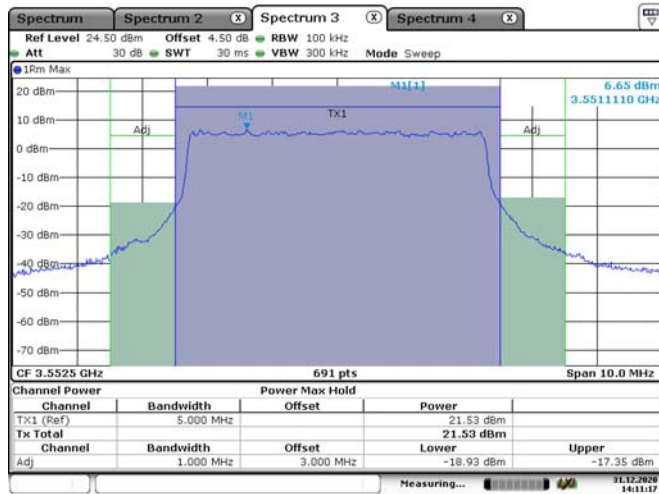 Spectrum Spectrum 2 X Spectrum 3 X Spectrum 4 X
Ref Level 24.50 dBm Offset 4.50 dB RBW 100 kHz
Att 30 dB SWT 30 ms VBW 300 kHz Mode Sweep
1Rm Max
M1[1] 6.65 dBm
3.5511110 GHz
20 dBm
10 dBm
M1 TX1
Adj Adj
0 dBm
-10 dBm
-20 dBm
-30 dBm
-40 dBm
-50 dBm
-60 dBm
-70 dBm
CF 3.5525 GHz 691 pts Span 10.0 MHz
Channel Power Power Max Hold
Channel Bandwidth Offset Power
TX1 (Ref) 5.000 MHz 21.53 dBm
Tx Total 21.53 dBm
Channel Bandwidth Offset Lower Upper
Adj 1.000 MHz 3.000 MHz -18.93 dBm -17.35 dBm
Measuring... 31.12.2020
14:11:17